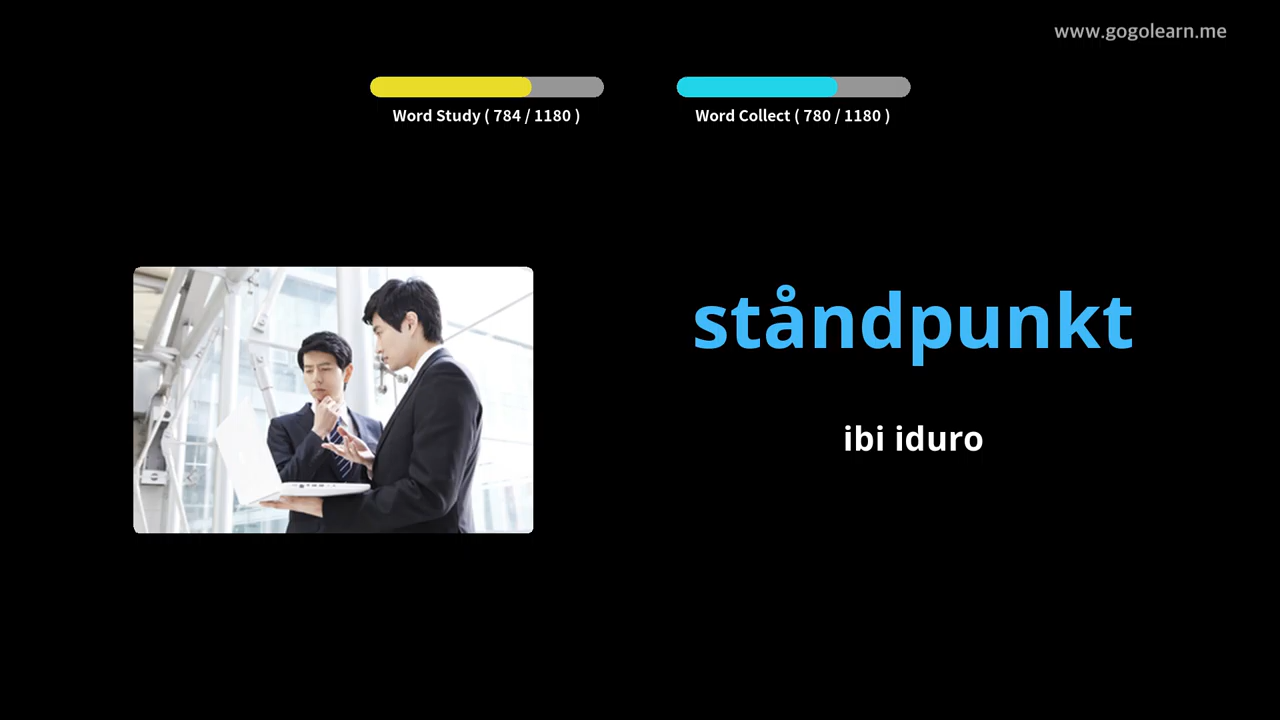 www.gogolearn.me
Word Study ( 784 / 1180 )
Word Collect ( 780 / 1180 )
ståndpunkt
ibi iduro